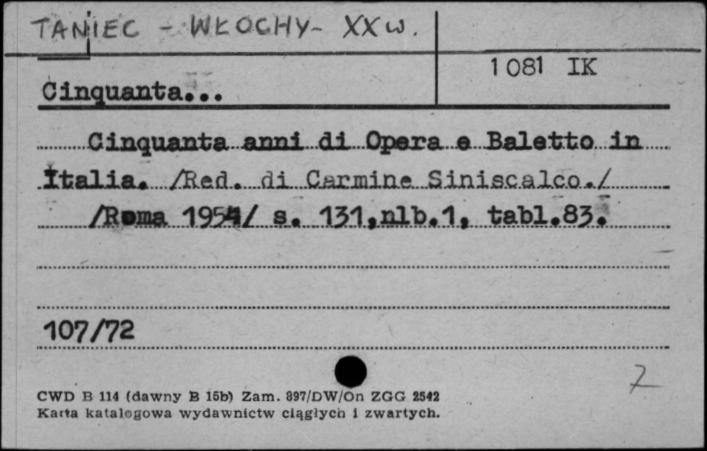 TANIEC - WŁOCHY - XX w.
1081 IK
Cinquanta...
Cinquanta anni di Opera e Baletto in
Italia. /Red. di Carmine Siniscalco./
/Roma 1954/ s. 131,nlb.1, tabl.83.
107/72
Z
CWD B 114 (dawny B 15b) Zam. 897/DW/On ZGG 2542
Karta katalogowa wydawnictw ciągłych i zwartych.